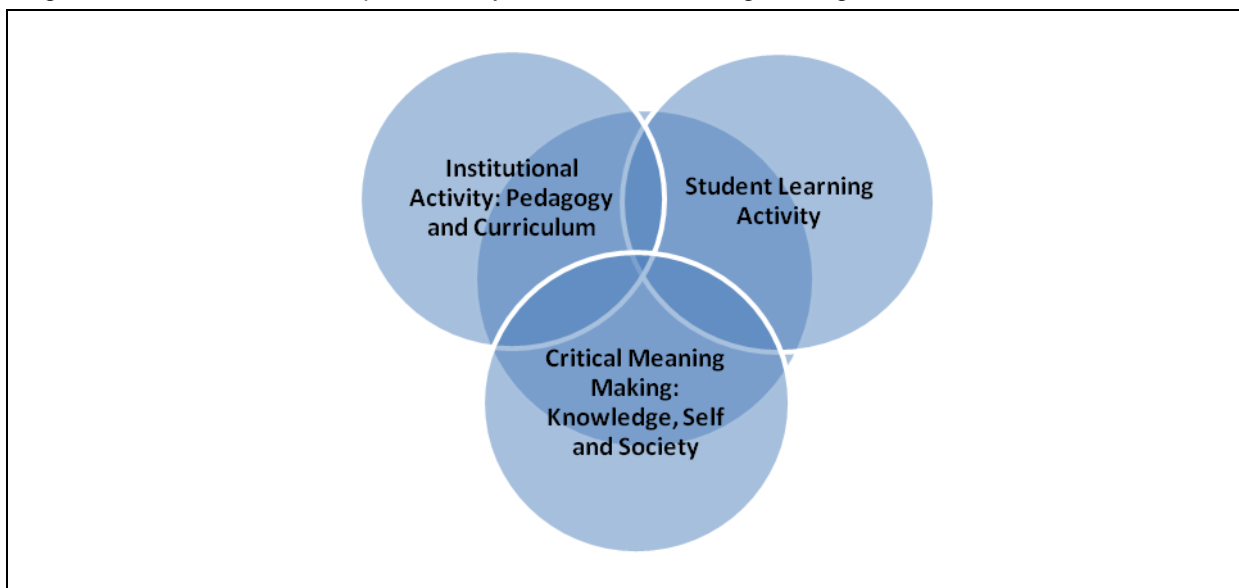 Institutional
Activity: Pedagogy
and Curriculum
Student Learning
Activity
Critical Meaning
Making:
Knowledge, Self
and Society